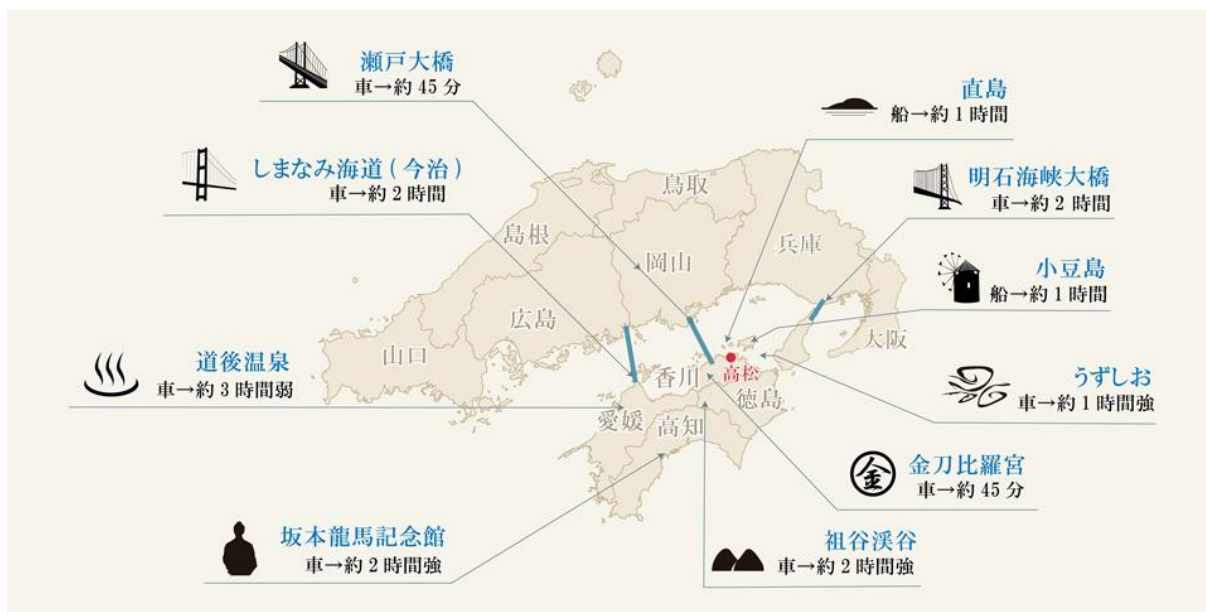 瀬戸大橋
車→約 45 分
直島
船→約 1 時間
しまなみ海道 ( 今治 )
車→約 2 時間
明石海峡大橋
車→約 2 時間
鳥取
島根
岡山
兵庫
小豆島
船→約 1 時間
広島
大阪
山口
道後温泉
車→約 3 時間弱
高松
香川
徳島
うずしお
車→約 1 時間強
愛媛
高知
金刀比羅宮
車→約 45 分
金
坂本龍馬記念館
車→約 2 時間強
祖谷渓谷
車→約 2 時間強